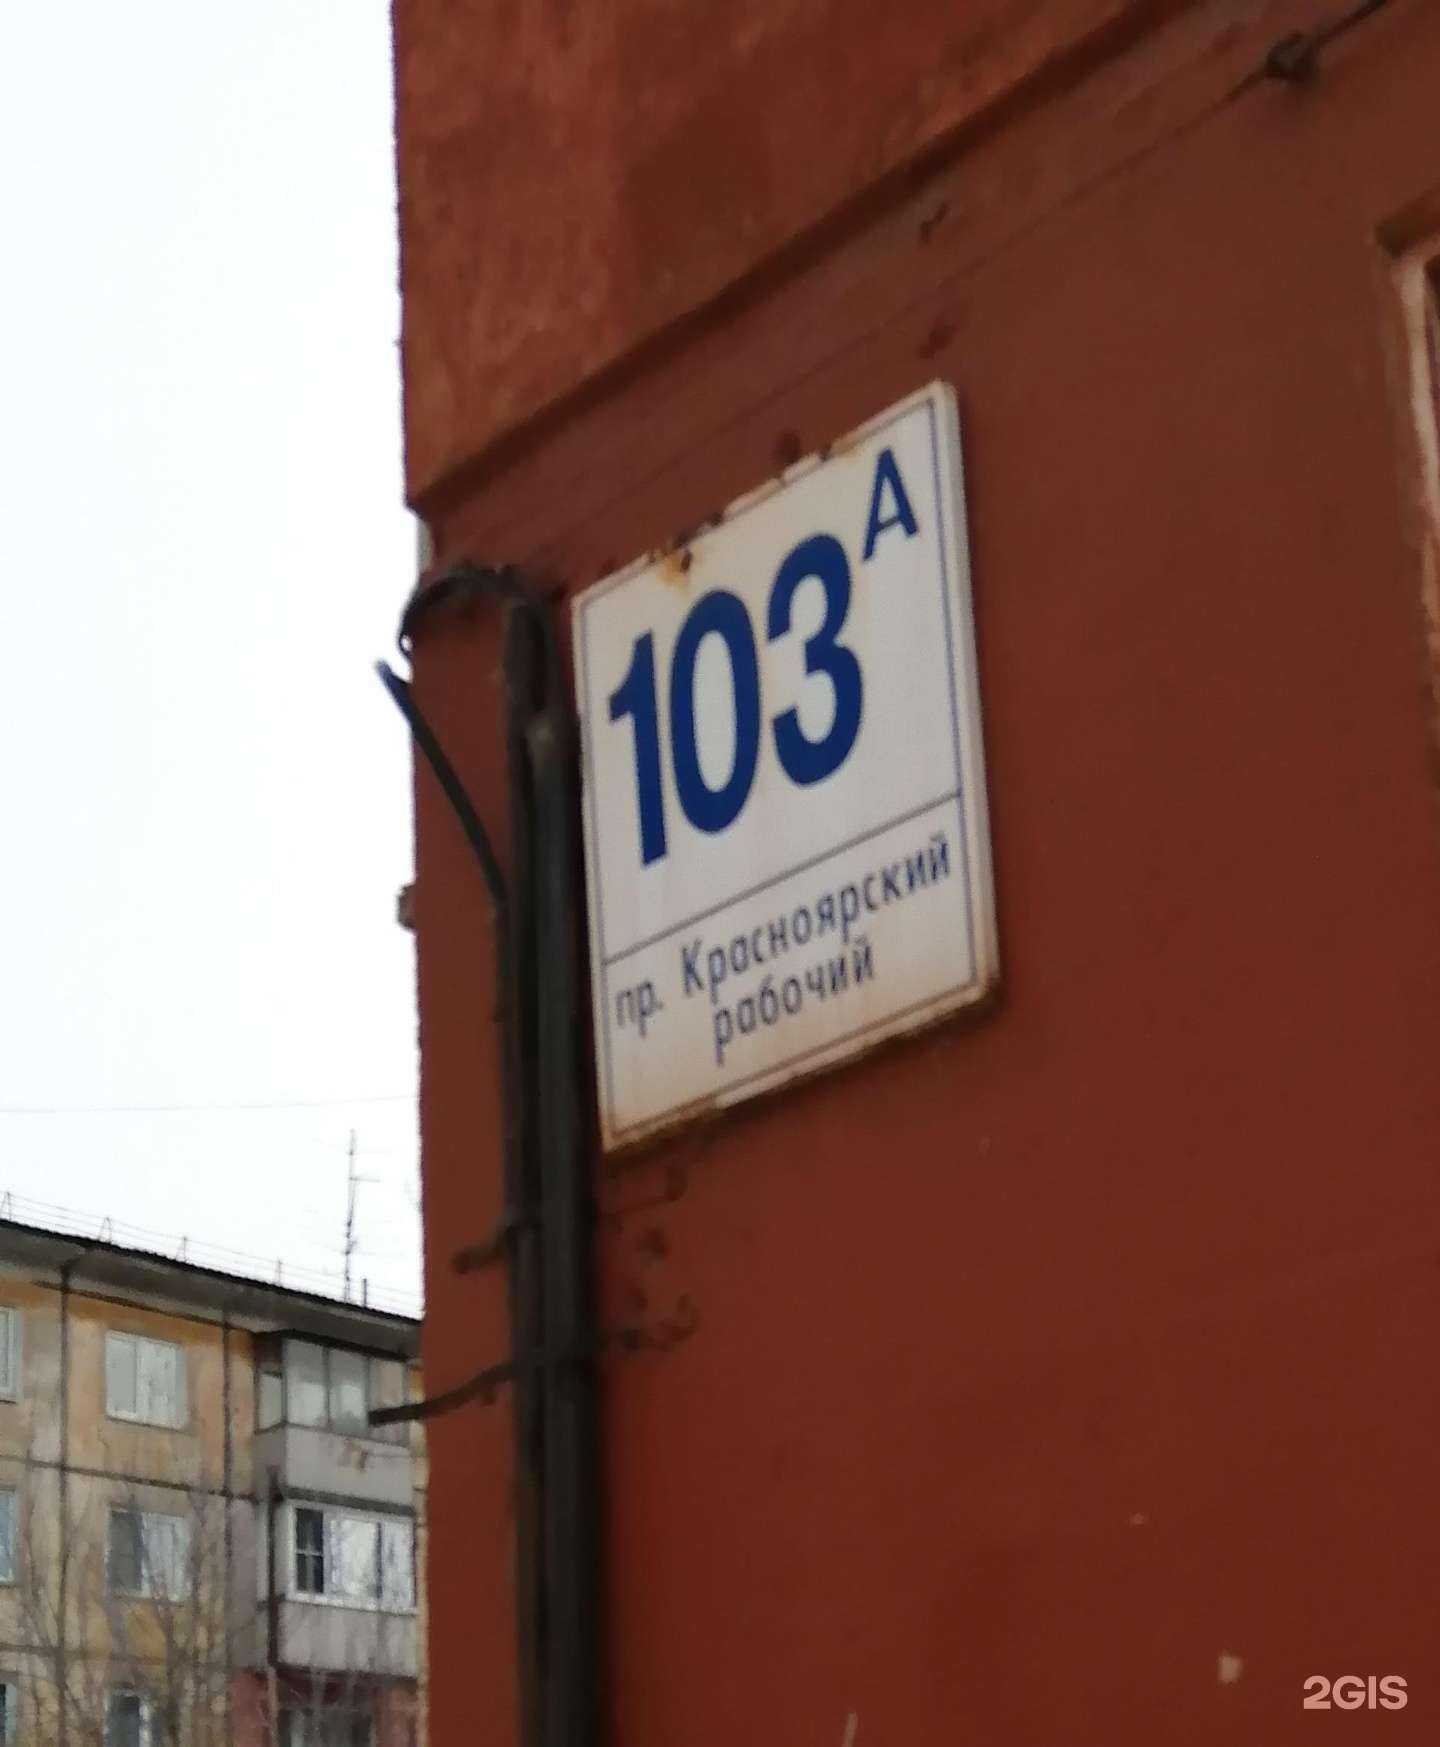 103А
пр. Красноярский
рабочий
2GIS